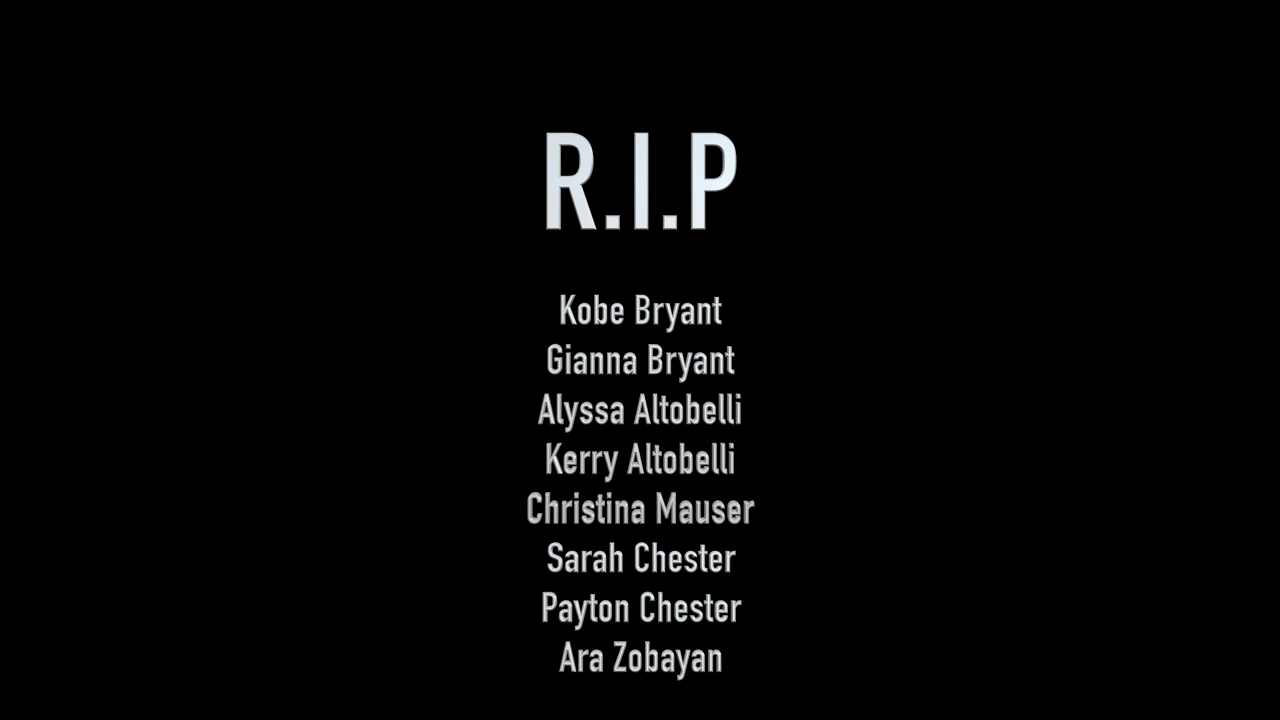 R.I.P
Kobe Bryant
Gianna Bryant
Alyssa Altobelli
Kerry Altobelli
Christina Mauser
Sarah Chester
Payton Chester
Ara Zobayan